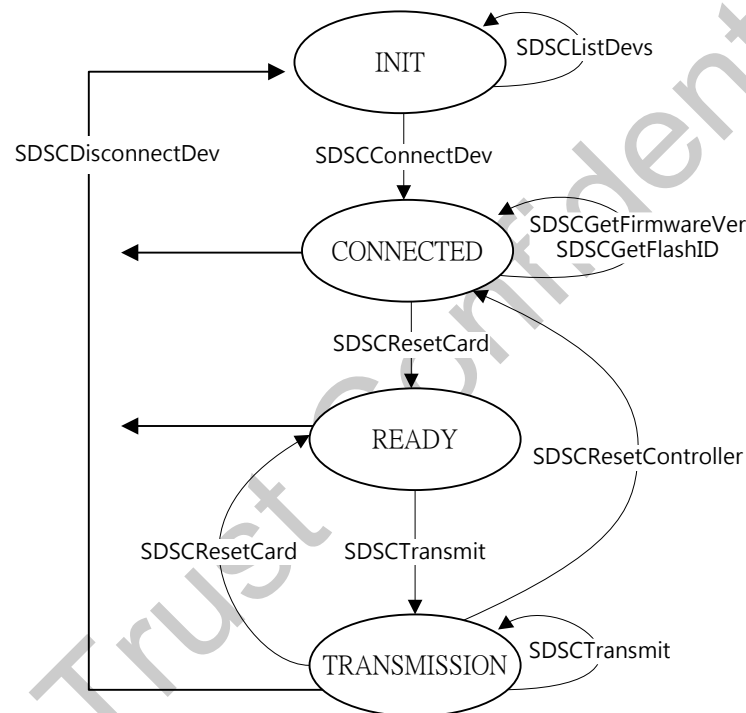 INIT
SDSCListDevs
SDSCDisconnectDev
SDSCConnectDev
CONNECTED
SDSCGetFirmwareVer
SDSCGetFlashID
SDSCResetCard
READY
SDSCResetController
SDSCResetCard
SDSCTransmit
TRANSMISSION
SDSCTransmit
Trust Confident